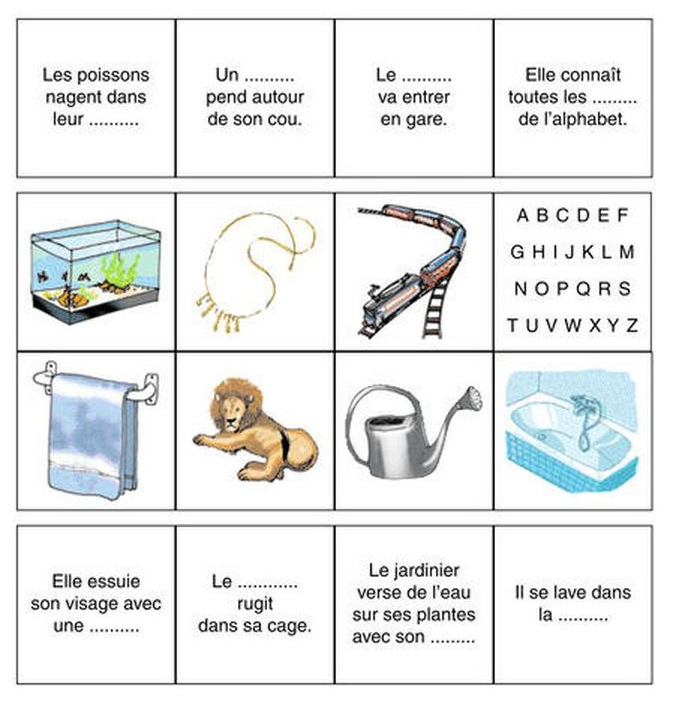 Les poissons
nagent dans
leur ..........
Un ..........
pend autour
de son cou.
Le ..........
va entrer
en gare.
Elle connaît
toutes les .........
de l'alphabet.
A B C D E F
G H I J K L M
N O P Q R S
T U V W X Y Z
Elle essuie
son visage avec
une ..........
Le ............
rugit
dans sa cage.
Le jardinier
verse de l'eau
sur ses plantes
avec son .........
Il se lave dans
la ..........